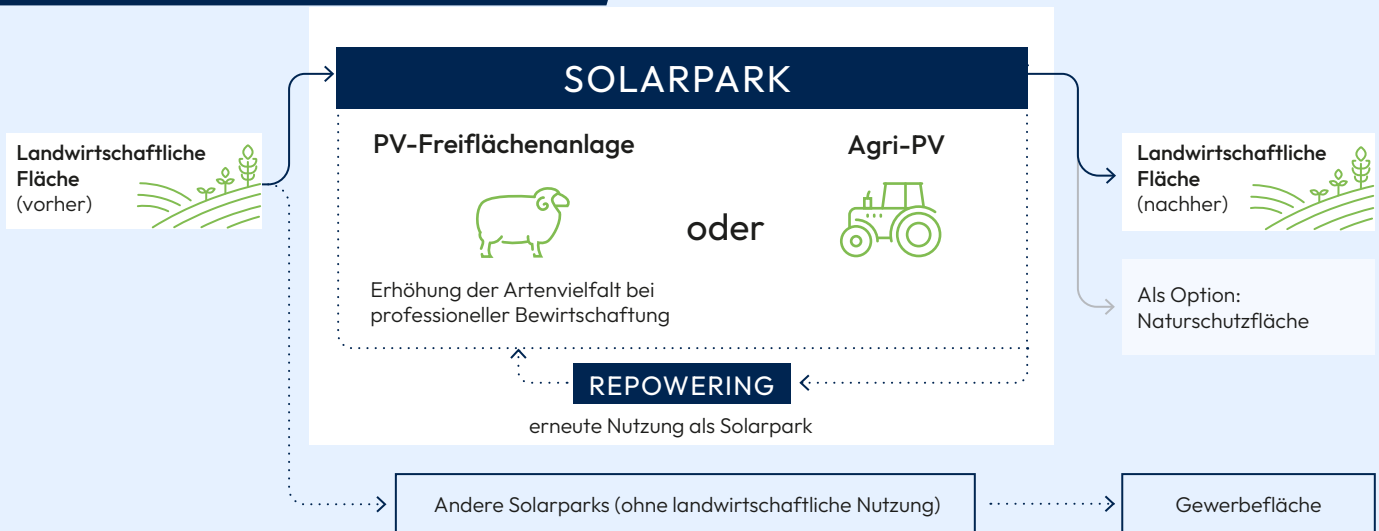 SOLARPARK
Landwirtschaftliche
Fläche
(vorher)
PV-Freiflächenanlage
Agri-PV
oder
Erhöhung der Artenvielfalt bei
professioneller Bewirtschaftung
REPOWERING
erneute Nutzung als Solarpark
Landwirtschaftliche
Fläche
(nachher)
Als Option:
Naturschutzfläche
Andere Solarparks (ohne landwirtschaftliche Nutzung)
Gewerbefläche